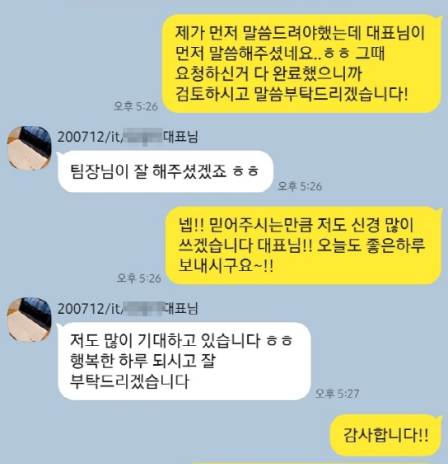 제가 먼저 말씀드려야했는데 대표님이
먼저 말씀해주셨네요..ㅎㅎ 그때
요청하신거 다 완료했으니까
검토하시고 말씀부탁드리겠습니다!
오후 5:26
200712/it/ 대표님
팀장님이 잘 해주셨겠죠 ㅎㅎ
오후 5:26
넵!! 믿어주시는만큼 저도 신경 많이
쓰겠습니다 대표님!! 오늘도 좋은하루
보내시구요~!!
오후 5:26
200712/it/ 대표님
저도 많이 기대하고 있습니다 ㅎㅎ
행복한 하루 되시고 잘
부탁드리겠습니다
오후 5:27
감사합니다!!